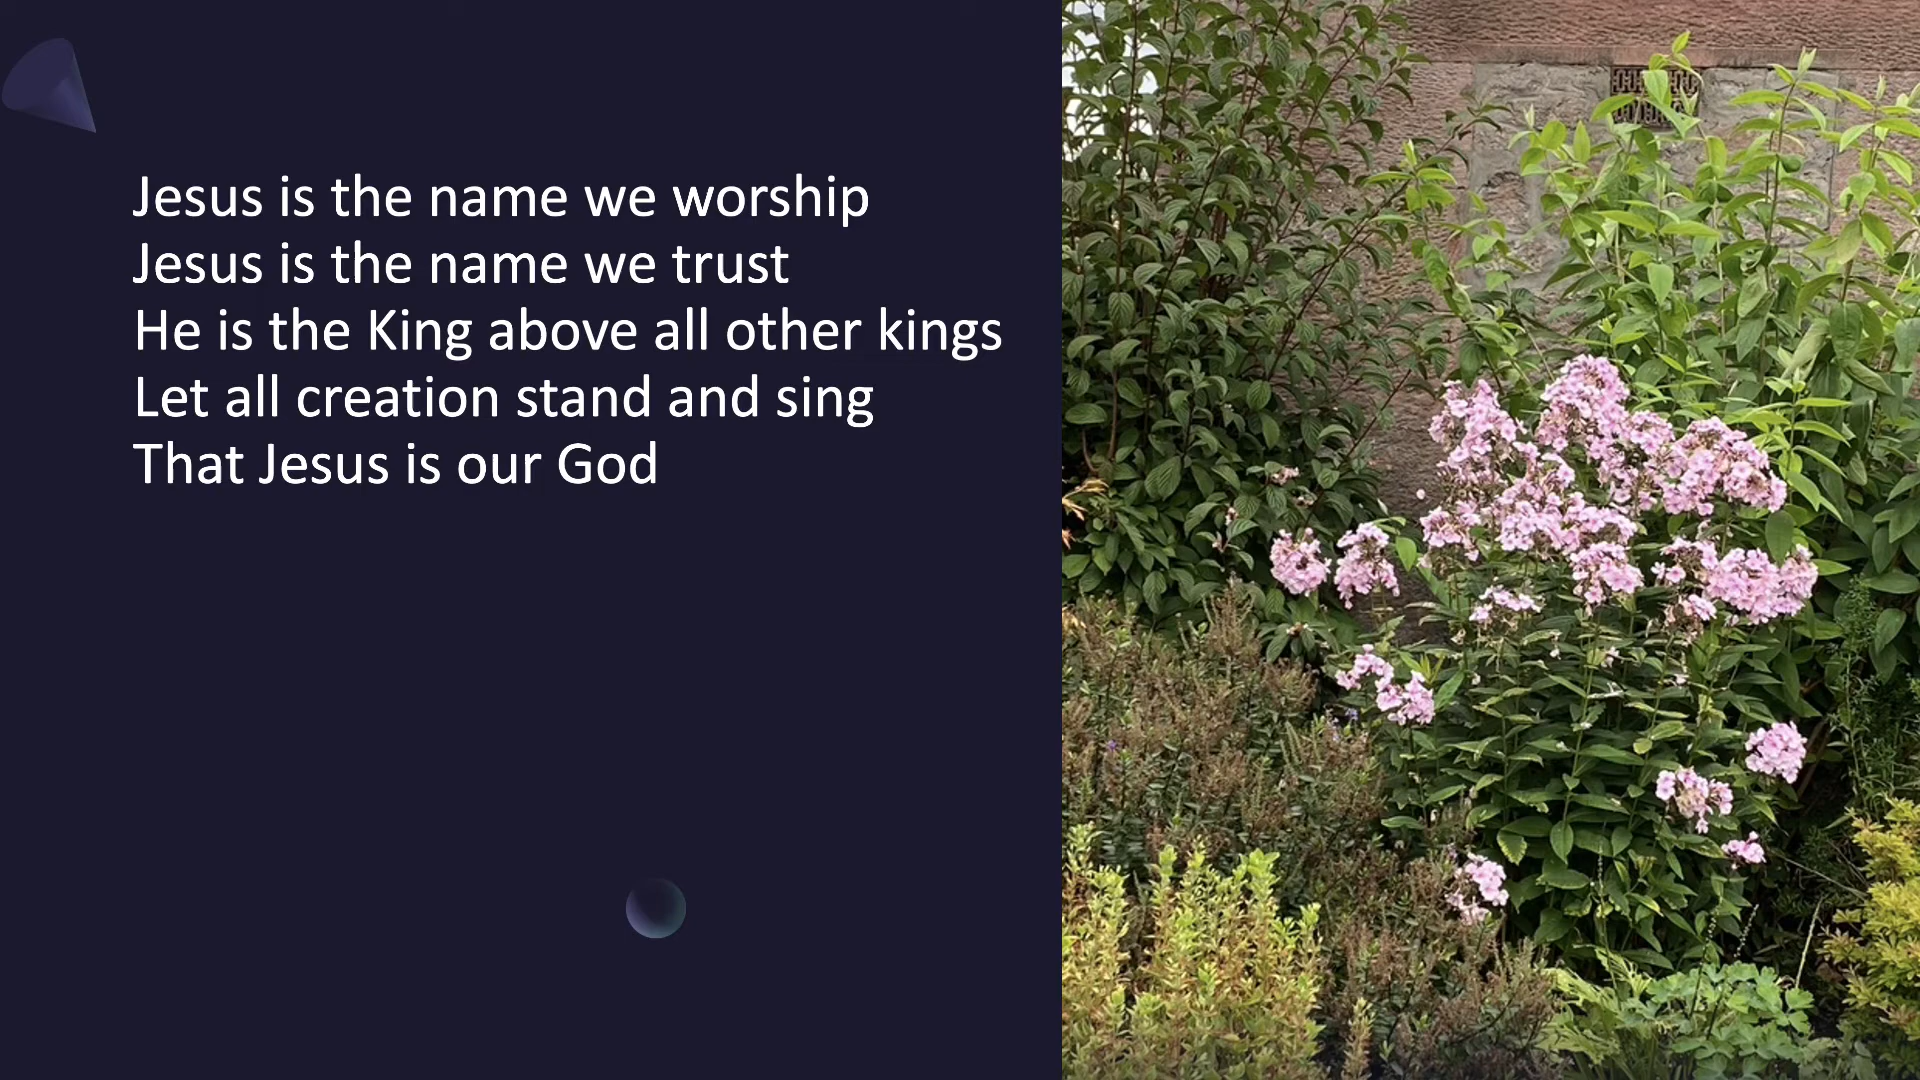 Jesus is the name we worship
Jesus is the name we trust
He is the King above all other kings
Let all creation stand and sing
That Jesus is our God